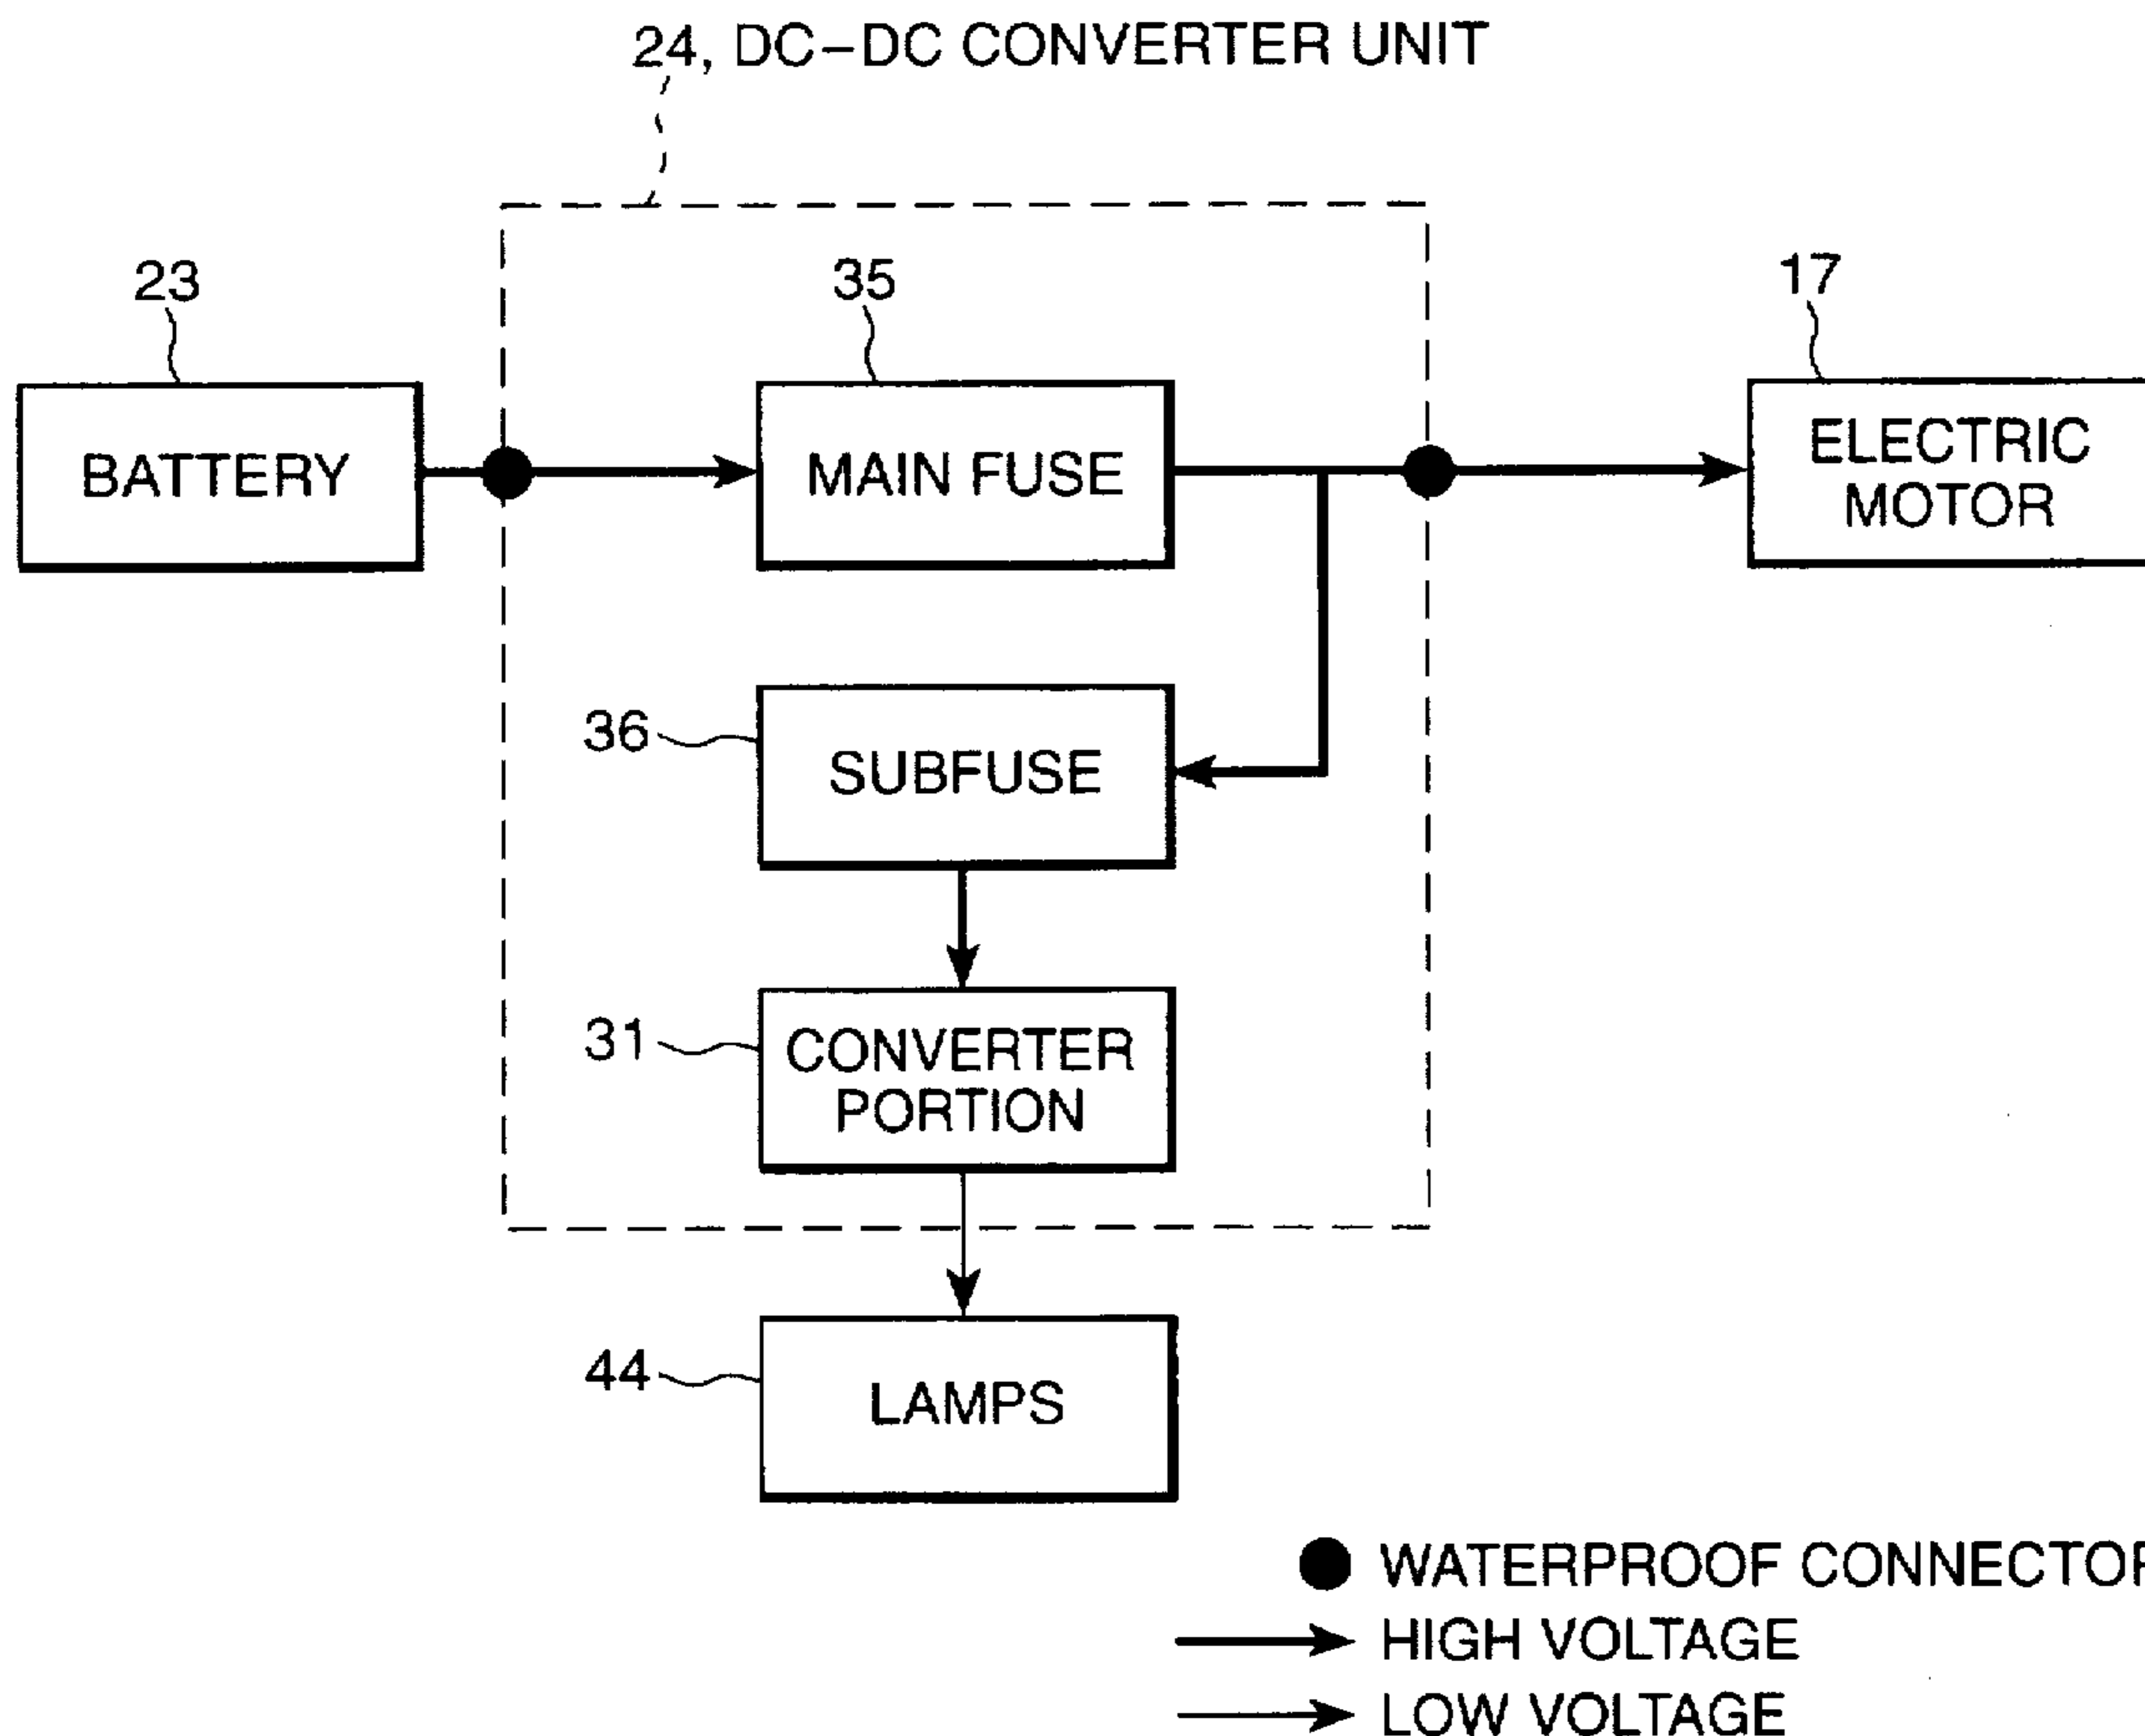 24, DC-DC CONVERTER UNIT
23
35
17
BATTERY
MAIN FUSE
ELECTRIC
MOTOR
36
SUBFUSE
31
CONVERTER
PORTION
44
LAMPS
WATERPROOF CONNECTOR
HIGH VOLTAGE
LOW VOLTAGE